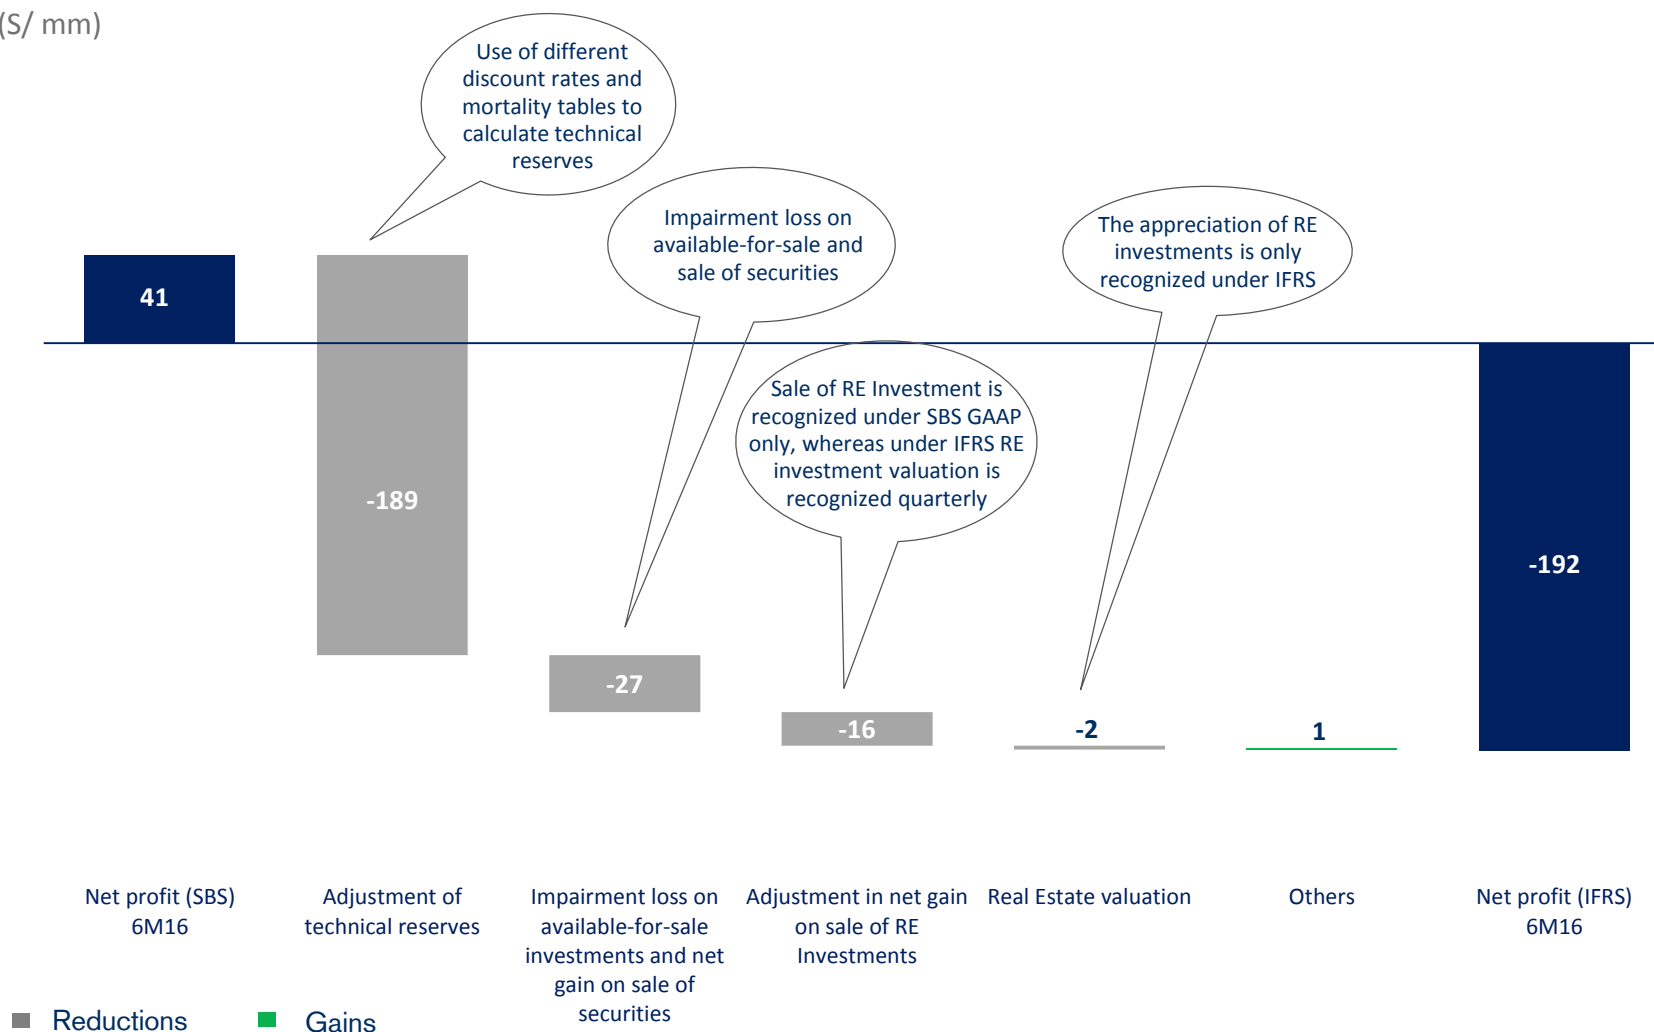 (S/ mm)
Use of different
discount rates and
mortality tables to
calculate technical
reserves
Impairment loss on
available-for-sale and
sale of securities
The appreciation of RE
investments is only
recognized under IFRS
Sale of RE Investment is
recognized under SBS GAAP
only, whereas under IFRS RE
investment valuation is
recognized quarterly
41
-189
-27
-16
-2
1
-192
Net profit (SBS)
6M16
Adjustment of
technical reserves
Impairment loss on
available-for-sale
investments and net
gain on sale of
securities
Adjustment in net gain
on sale of RE
Investments
Real Estate valuation
Others
Net profit (IFRS)
6M16
Reductions
Gains